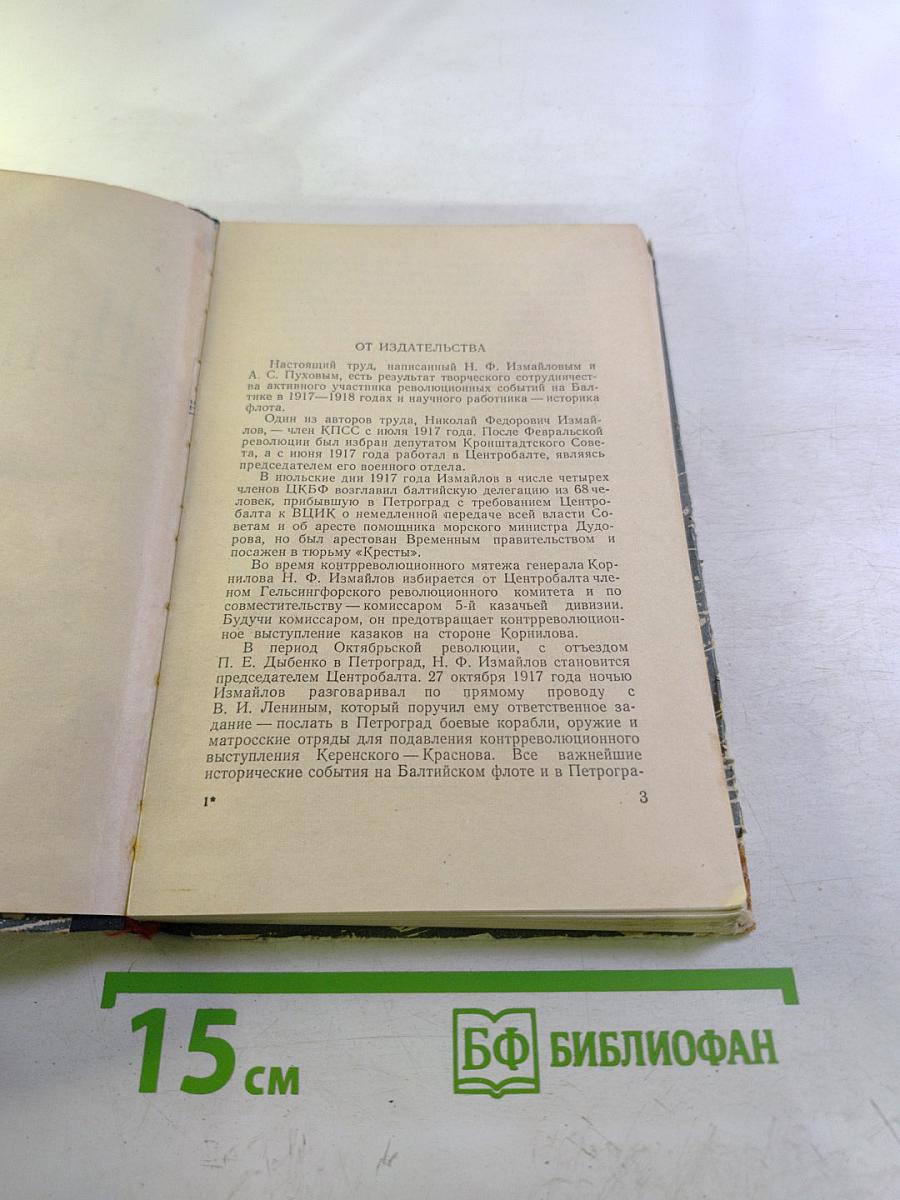 ОТ ИЗДАТЕЛЬСТВА
Настоящий труд, написанный Н. Ф. Измайловым и
А. С. Пуховым, есть результат творческого сотрудничест-
ва активного участника революционных событий на Бал-
тике в 1917—1918 годах и научного работника — историка
флота.
Один из авторов труда, Николай Федорович Измай-
лов, — член КПСС с июля 1917 года. После Февральской
революции был избран депутатом Кронштадтского Сове-
та, а с июня 1917 года работал в Центробалте, являясь
председателем его военного отдела.
В июльские дни 1917 года Измайлов в числе четырех
членов ЦКБФ возглавил балтийскую делегацию из 68 че-
ловек, прибывшую в Петроград с требованием Центро-
балта к ВЦИК о немедленной передаче всей власти Со-
ветам и об аресте помощника морского министра Дудо-
рова, но был арестован Временным правительством и
посажен в тюрьму «Кресты».
Во время контрреволюционного мятежа генерала Кор-
нилова Н. Ф. Измайлов избирается от Центробалта чле-
ном Гельсингфорского революционного комитета и по
совместительству — комиссаром 5-й казачьей дивизии.
Будучи комиссаром, он предотвращает контрреволюцион-
ное выступление казаков на стороне Корнилова.
В период Октябрьской революции, с отъездом
П. Е. Дыбенко в Петроград, Н. Ф. Измайлов становится
председателем Центробалта. 27 октября 1917 года ночью
Измайлов разговаривал по прямому проводу с
В. И. Лениным, который поручил ему ответственное за-
дание — послать в Петроград боевые корабли, оружие и
матросские отряды для подавления контрреволюционного
выступления Керенского — Краснова. Все важнейшие
исторические события на Балтийском флоте и в Петрогра-
1*
3
15 см
БФ БИБЛИОФАН